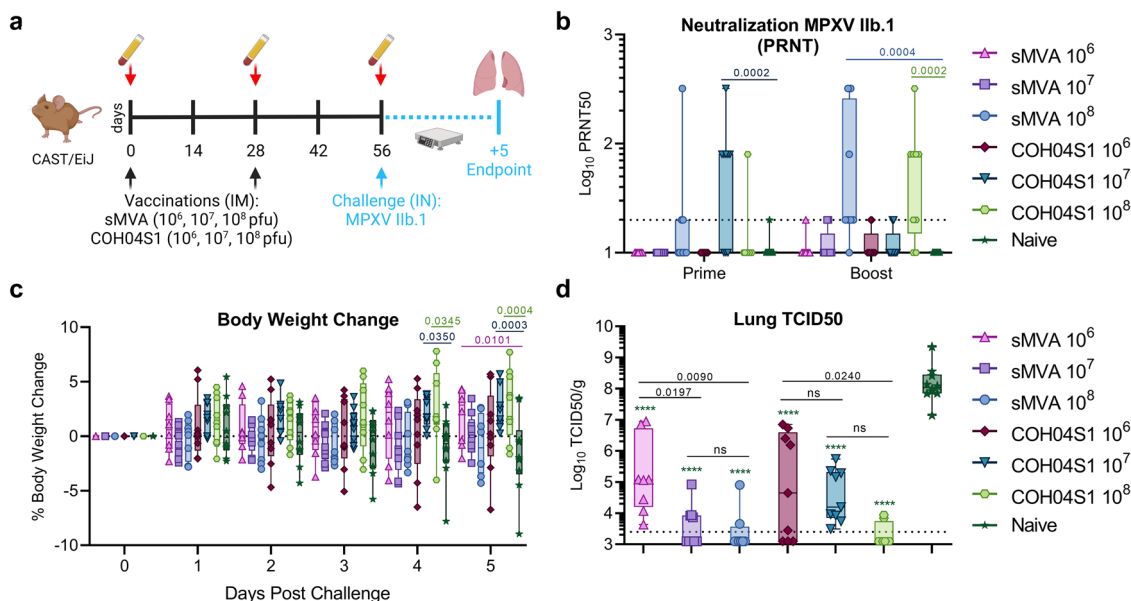 a
days
0
14
28
42
56
+5
Endpoint
CAST/EiJ
Vaccinations (IM):
sMVA (10⁶, 10⁷, 10⁸ pfu)
COH04S1 (10⁶, 10⁷, 10⁸ pfu)
Challenge (IN):
MPXV IIb.1
b
Neutralization MPXV IIb.1
(PRNT)
Log₁₀ PRNT50
3
2
1
0.0002
0.0004
0.0002
Prime
Boost
sMVA 10⁶
sMVA 10⁷
sMVA 10⁸
COH04S1 10⁶
COH04S1 10⁷
COH04S1 10⁸
Naive
c
Body Weight Change
% Body Weight Change
10
5
0
-5
-10
0.0345
0.0350
0.0004
0.0003
0.0101
0
1
2
3
4
5
Days Post Challenge
d
Lung TCID50
Log₁₀ TCID50/g
10
9
8
7
6
5
4
3
0.0090
0.0197
ns
0.0240
ns
ns
****
****
****
****
****
****
sMVA 10⁶
sMVA 10⁷
sMVA 10⁸
COH04S1 10⁶
COH04S1 10⁷
COH04S1 10⁸
Naive